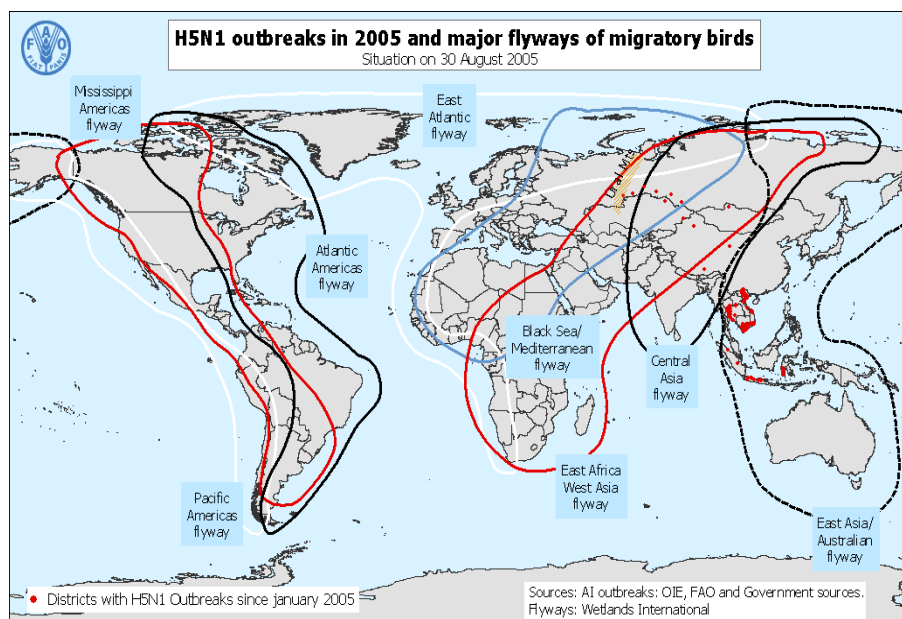 H5N1 outbreaks in 2005 and major flyways of migratory birds
Situation on 30 August 2005
F A O
FIAT PANIS
Mississippi
Americas
flyway
East
Atlantic
flyway
Atlantic
Americas
flyway
Black Sea/
Mediterranean
flyway
Central
Asia
flyway
Pacific
Americas
flyway
East Africa
West Asia
flyway
East Asia/
Australian
flyway
Districts with H5N1 Outbreaks since january 2005
Sources: AI outbreaks: OIE, FAO and Government sources.
Flyways: Wetlands International